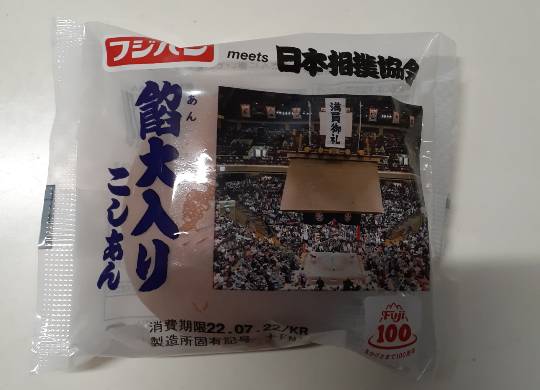 フジパン meets 日本相撲協会
あん
餡大入り
こしあん
満員御礼
消費期限22.07.22/KR
製造所固有記号
Fuji
100